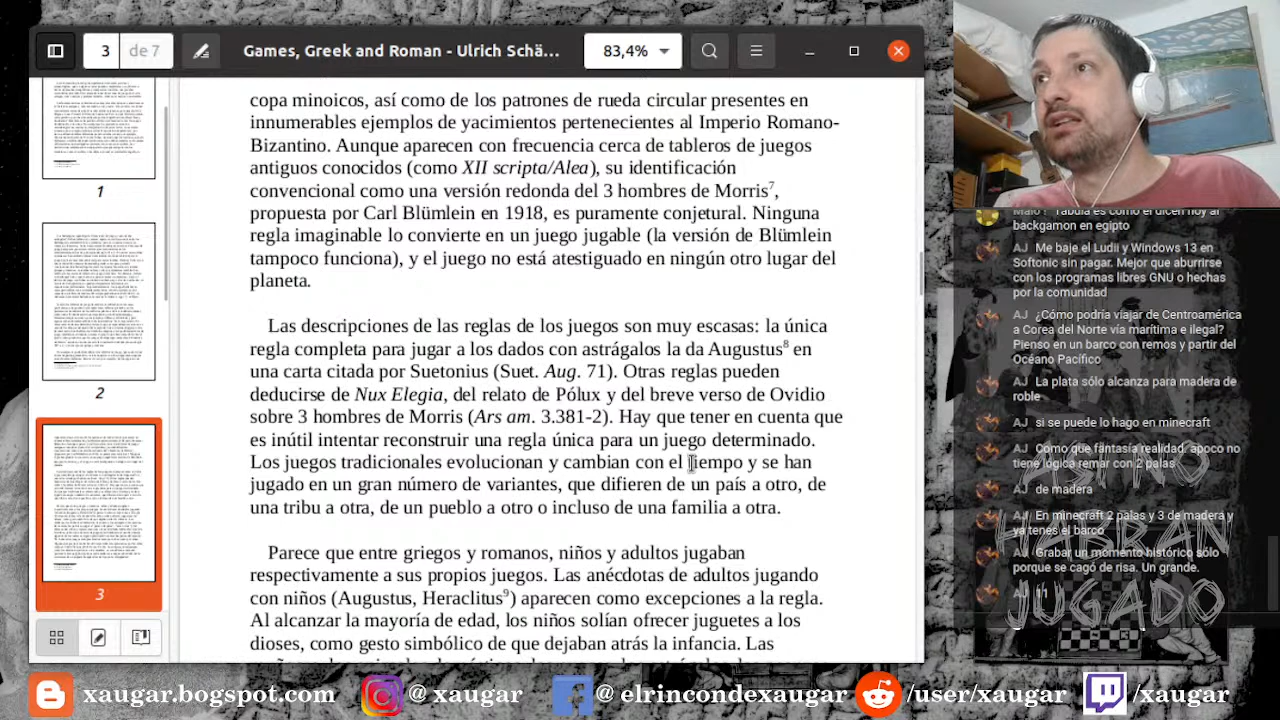 3
de 7
Games, Greek and Roman - Ulrich Schä…
83,4%
copa minoicos, así como de los patrones de rueda circular presentes en
innumerables ejemplos de yacimientos pertenecientes al Imperio Romano-
Bizantino. Aunque aparecen con frecuencia cerca de tableros de juegos
antiguos conocidos (como XII scripta/Alea), su identificación
convencional como una versión redonda del 3 hombres de Morris7,
propuesta por Carl Blümlein en 1918, es puramente conjetural. Ninguna
regla imaginable lo convierte en un juego jugable (la versión de Blümlein
tampoco funciona), y el juego no está atestiguado en ningún otro lugar del
planeta.
Las descripciones de las reglas de los juegos son muy escasas: la única
regla completa para jugar a los dados con astrágalos la da Augustus8 en
una carta citada por Suetonius (Suet. Aug. 71). Otras reglas pueden
deducirse de Nux Elegia, del relato de Pólux y del breve verso de Ovidio
sobre 3 hombres de Morris (Ars am. 3.381-2). Hay que tener en cuenta que
es inútil intentar reconstruir una regla única para un juego determinado.
Los juegos tradicionales evolucionan y cambian con el tiempo y se han
jugado en un gran número de variantes, que difieren de un país a otro, de
una tribu a otra, de un pueblo a otro o incluso de una familia a otra.
Parece que entre griegos y romanos, niños y adultos jugaban
respectivamente a sus propios juegos. Las anécdotas de adultos jugando
con niños (Augustus, Heraclitus9) aparecen como excepciones a la regla.
Al alcanzar la mayoría de edad, los niños solían ofrecer juguetes a los
dioses, como gesto simbólico de que dejaban atrás la infancia. Las
1
2
3
Tabula es como le dicen hoy al
backgamon en egipto
AJ Me baje el Ludii y Windows 13 en
Softonic sin pagar. Mejor que aburrirse
con los programas libres GNU o hechas
por la comunidad
AJ ¿Cómo podría viajar de Centroamérica
a Corea del Norte vía marítima e ilegal?
Pienso en un barco con remos y partir del
Océano Pacífico
AJ La plata sólo alcanza para madera de
roble
AJ si se puede lo hago en minecraft
AJ Como que fantasía realidad. apoco no
tiene lógica remar con 2 palas
AJ de madera
AJ En minecraft 2 palas y 3 de madera y
ya tenes el barco
AJ Grabar un momento histórico sólo
porque se cagó de risa. Un grande.
AJ
JUGADO
xaugar.bogspot.com
@ xaugar
@ elrincondexaugar
/user/xaugar
/xaugar